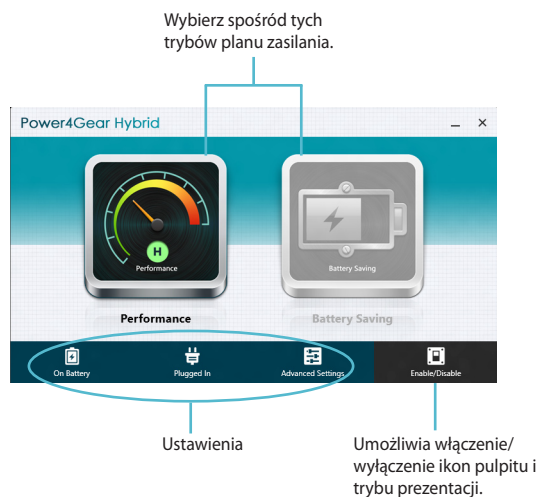 Wybierz spośród tych
trybów planu zasilania.
Power4Gear Hybrid
H
Performance
Battery Saving
Performance
Battery Saving
On Battery
Plugged In
Advanced Settings
Enable/Disable
Ustawienia
Umożliwia włączenie/
wyłączenie ikon pulpitu i
trybu prezentacji.